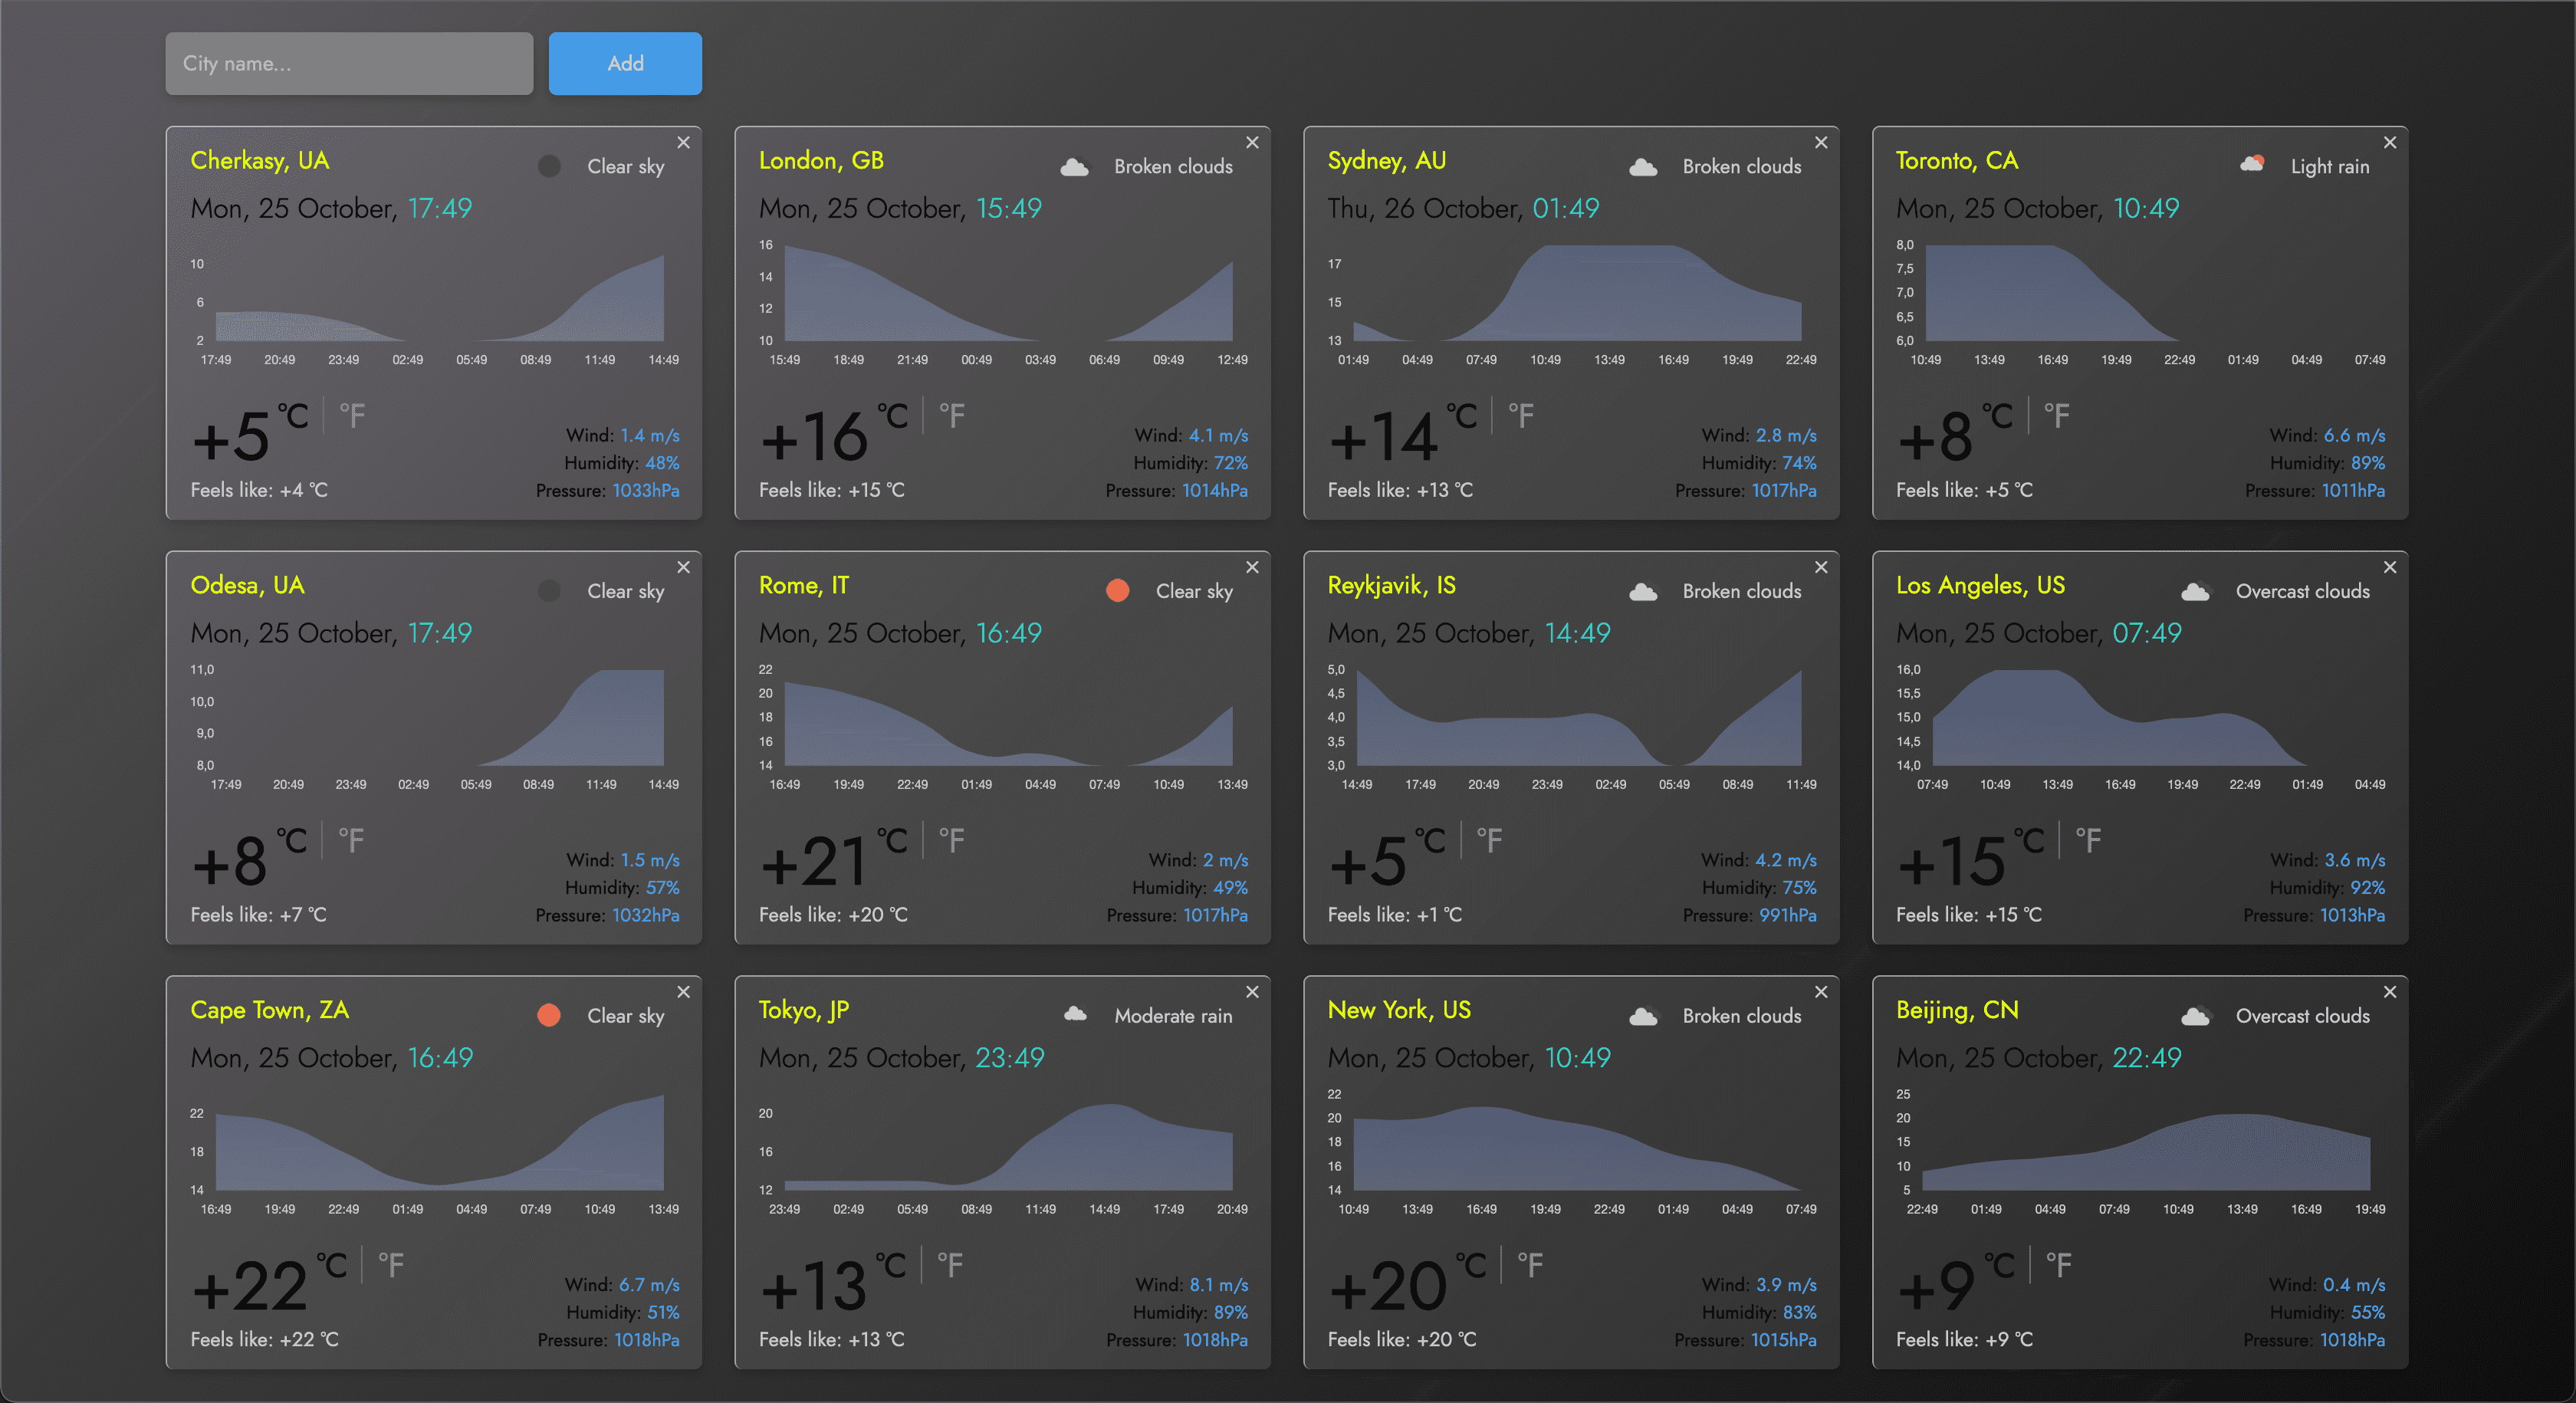 City name...
Add
Cherkasy, UA
Clear sky
Mon, 25 October, 17:49
10
6
2
17:49 20:49 23:49 02:49 05:49 08:49 11:49 14:49
+5 ℃ ℉
Wind: 1.4 m/s
Humidity: 48%
Feels like: +4 ℃
Pressure: 1033hPa
London, GB
Broken clouds
Mon, 25 October, 15:49
16
14
12
10
15:49 18:49 21:49 00:49 03:49 06:49 09:49 12:49
+16 ℃ ℉
Wind: 4.1 m/s
Humidity: 72%
Feels like: +15 ℃
Pressure: 1014hPa
Sydney, AU
Broken clouds
Thu, 26 October, 01:49
17
15
13
01:49 04:49 07:49 10:49 13:49 16:49 19:49 22:49
+14 ℃ ℉
Wind: 2.8 m/s
Humidity: 74%
Feels like: +13 ℃
Pressure: 1017hPa
Toronto, CA
Light rain
Mon, 25 October, 10:49
8,0
7,5
7,0
6,5
6,0
10:49 13:49 16:49 19:49 22:49 01:49 04:49 07:49
+8 ℃ ℉
Wind: 6.6 m/s
Humidity: 89%
Feels like: +5 ℃
Pressure: 1011hPa
Odesa, UA
Clear sky
Mon, 25 October, 17:49
11,0
10,0
9,0
8,0
17:49 20:49 23:49 02:49 05:49 08:49 11:49 14:49
+8 ℃ ℉
Wind: 1.5 m/s
Humidity: 57%
Feels like: +7 ℃
Pressure: 1032hPa
Rome, IT
Clear sky
Mon, 25 October, 16:49
22
20
18
16
14
16:49 19:49 22:49 01:49 04:49 07:49 10:49 13:49
+21 ℃ ℉
Wind: 2 m/s
Humidity: 49%
Feels like: +20 ℃
Pressure: 1017hPa
Reykjavik, IS
Broken clouds
Mon, 25 October, 14:49
5,0
4,5
4,0
3,5
3,0
14:49 17:49 20:49 23:49 02:49 05:49 08:49 11:49
+5 ℃ ℉
Wind: 4.2 m/s
Humidity: 75%
Feels like: +1 ℃
Pressure: 991hPa
Los Angeles, US
Overcast clouds
Mon, 25 October, 07:49
16,0
15,5
15,0
14,5
14,0
07:49 10:49 13:49 16:49 19:49 22:49 01:49 04:49
+15 ℃ ℉
Wind: 3.6 m/s
Humidity: 92%
Feels like: +15 ℃
Pressure: 1013hPa
Cape Town, ZA
Clear sky
Mon, 25 October, 16:49
22
18
14
16:49 19:49 22:49 01:49 04:49 07:49 10:49 13:49
+22 ℃ ℉
Wind: 6.7 m/s
Humidity: 51%
Feels like: +22 ℃
Pressure: 1018hPa
Tokyo, JP
Moderate rain
Mon, 25 October, 23:49
20
16
12
23:49 02:49 05:49 08:49 11:49 14:49 17:49 20:49
+13 ℃ ℉
Wind: 8.1 m/s
Humidity: 89%
Feels like: +13 ℃
Pressure: 1018hPa
New York, US
Broken clouds
Mon, 25 October, 10:49
22
20
18
16
14
10:49 13:49 16:49 19:49 22:49 01:49 04:49 07:49
+20 ℃ ℉
Wind: 3.9 m/s
Humidity: 83%
Feels like: +20 ℃
Pressure: 1015hPa
Beijing, CN
Overcast clouds
Mon, 25 October, 22:49
25
20
15
10
5
22:49 01:49 04:49 07:49 10:49 13:49 16:49 19:49
+9 ℃ ℉
Wind: 0.4 m/s
Humidity: 55%
Feels like: +9 ℃
Pressure: 1018hPa